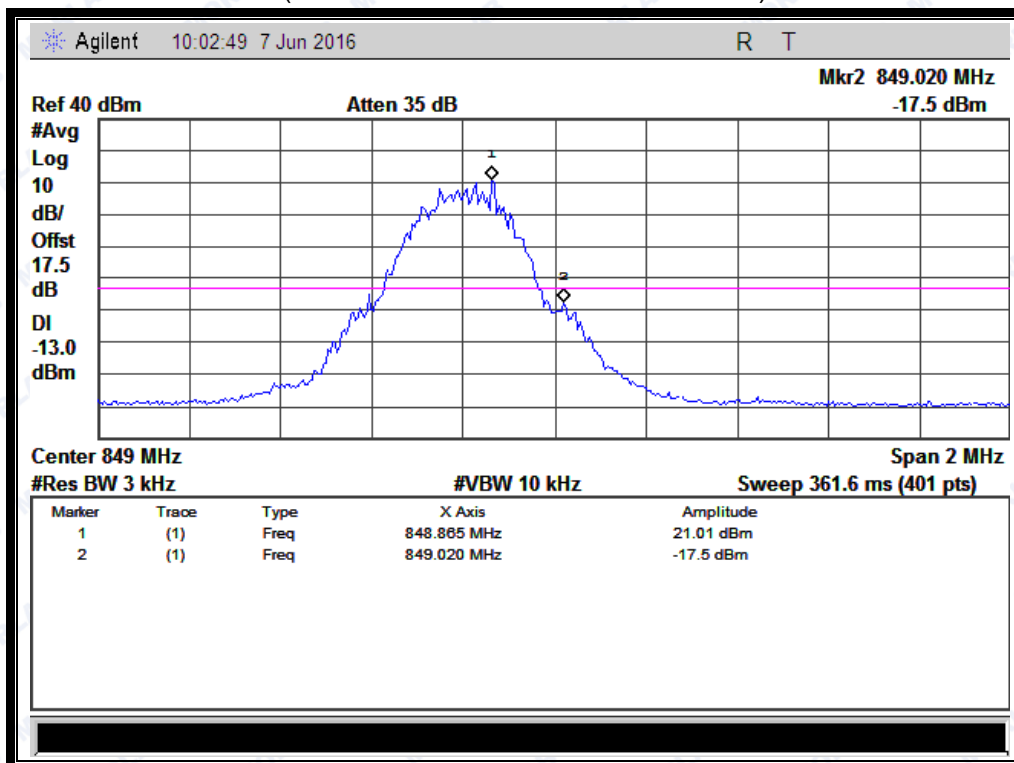 Agilent 10:02:49 7 Jun 2016 R T
Mkr2 849.020 MHz
Ref 40 dBm Atten 35 dB -17.5 dBm
#Avg
Log
10
dB/
Offst
17.5
dB
DI
-13.0
dBm
1
2
Center 849 MHz Span 2 MHz
#Res BW 3 kHz #VBW 10 kHz Sweep 361.6 ms (401 pts)
Marker Trace Type X Axis Amplitude
1 (1) Freq 848.865 MHz 21.01 dBm
2 (1) Freq 849.020 MHz -17.5 dBm